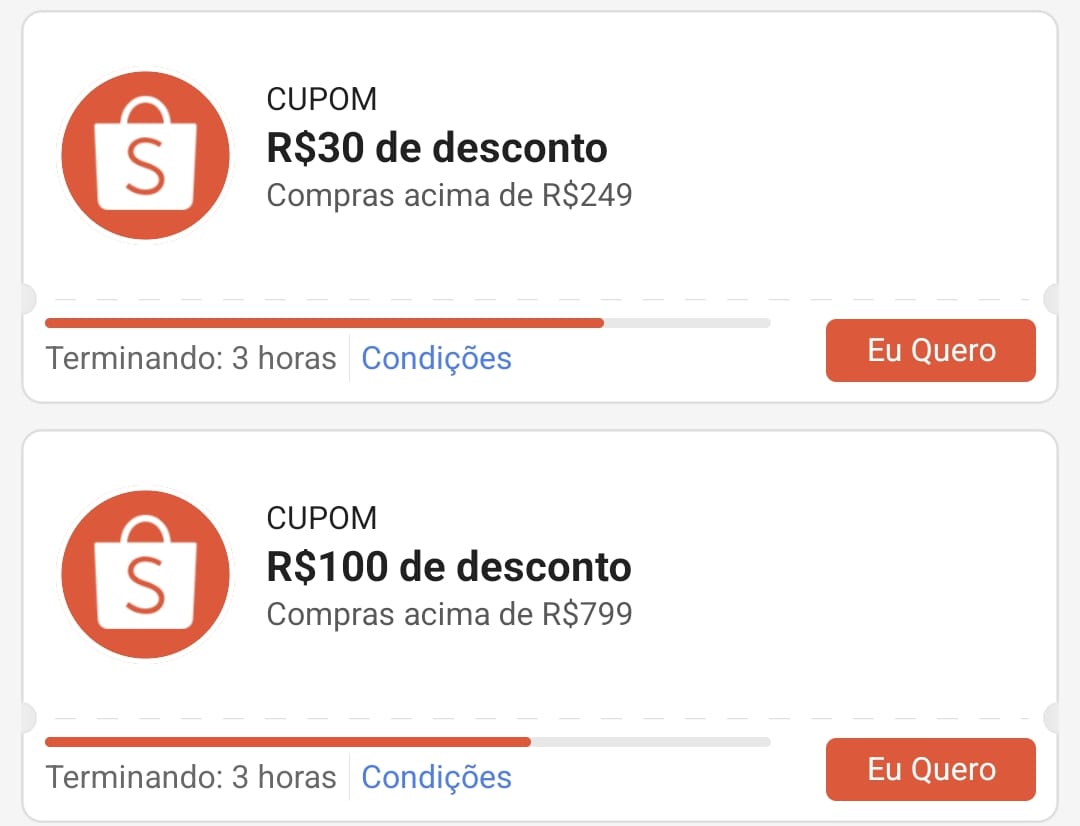 S
CUPOM
R$30 de desconto
Compras acima de R$249
Terminando: 3 horas Condições
Eu Quero
S
CUPOM
R$100 de desconto
Compras acima de R$799
Terminando: 3 horas Condições
Eu Quero